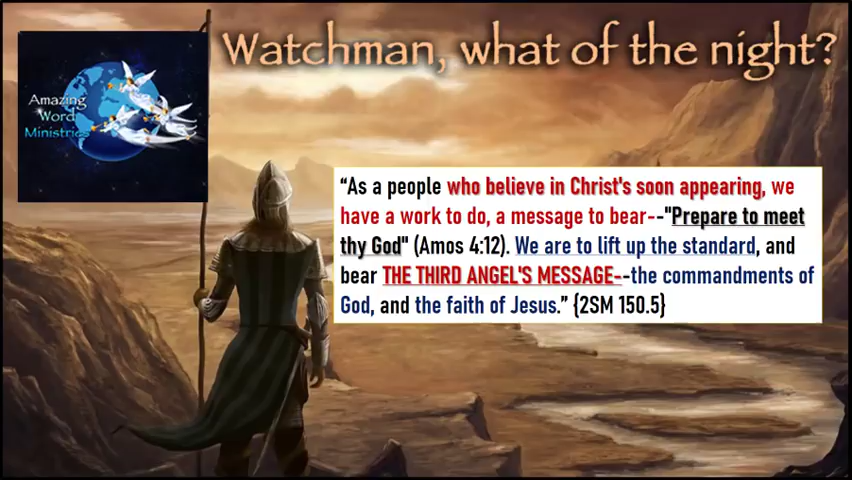 Watchman, what of the night?
Amazing
Word
Ministries
“As a people who believe in Christ's soon appearing, we
have a work to do, a message to bear--"Prepare to meet
thy God" (Amos 4:12). We are to lift up the standard, and
bear THE THIRD ANGEL'S MESSAGE--the commandments of
God, and the faith of Jesus.” {2SM 150.5}